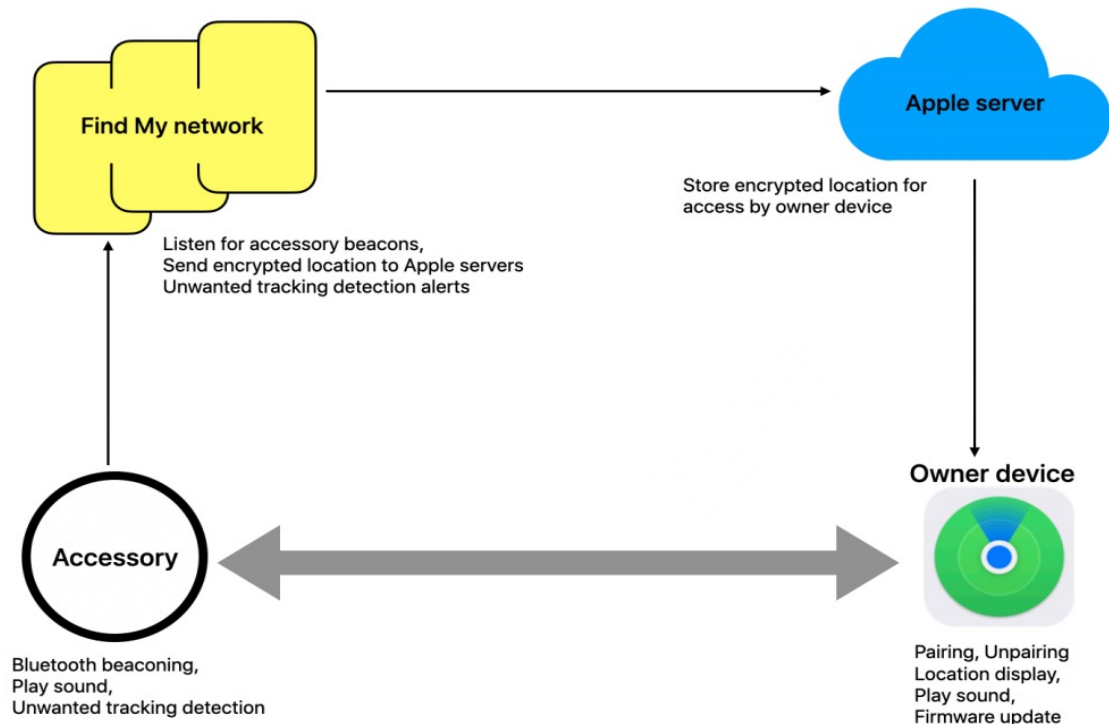 Find My network
Apple server
Store encrypted location for
access by owner device
Listen for accessory beacons,
Send encrypted location to Apple servers
Unwanted tracking detection alerts
Owner device
Accessory
Bluetooth beaconing,
Play sound,
Unwanted tracking detection
Pairing, Unpairing
Location display,
Play sound,
Firmware update